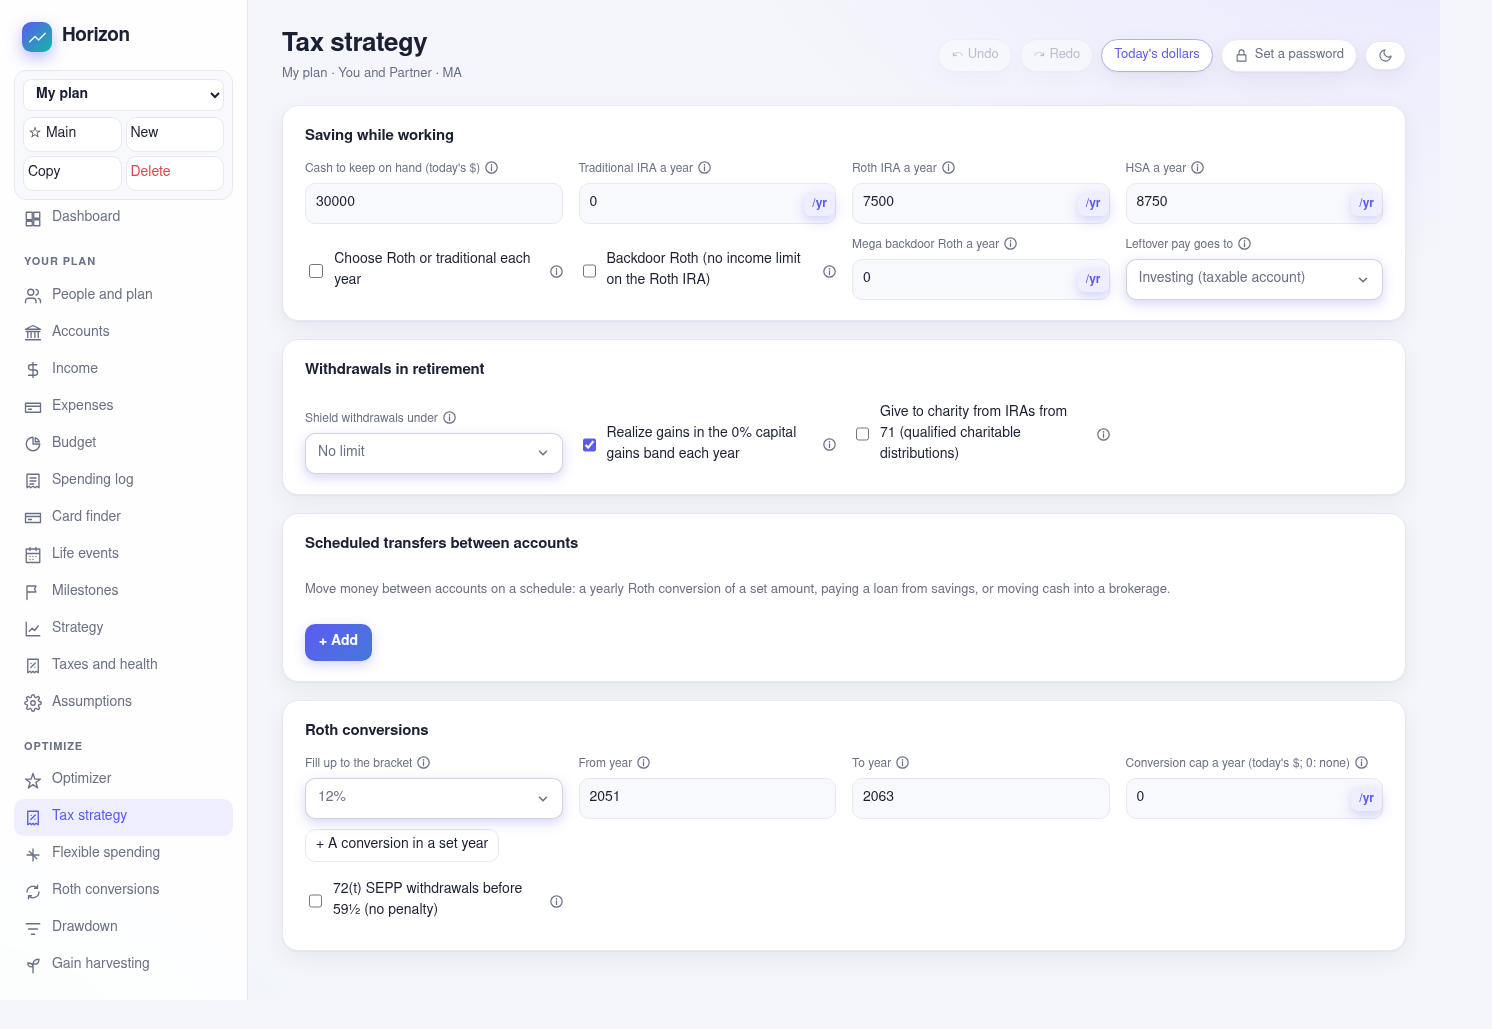 Horizon
My plan
☆ Main
New
Copy
Delete
Dashboard
YOUR PLAN
People and plan
Accounts
Income
Expenses
Budget
Spending log
Card finder
Life events
Milestones
Strategy
Taxes and health
Assumptions
OPTIMIZE
Optimizer
Tax strategy
Flexible spending
Roth conversions
Drawdown
Gain harvesting
Tax strategy
My plan · You and Partner · MA
Undo
Redo
Today's dollars
Set a password
Saving while working
Cash to keep on hand (today's $)
30000
Traditional IRA a year
0 /yr
Roth IRA a year
7500 /yr
HSA a year
8750 /yr
Choose Roth or traditional each
year
Backdoor Roth (no income limit
on the Roth IRA)
Mega backdoor Roth a year
0 /yr
Leftover pay goes to
Investing (taxable account)
Withdrawals in retirement
Shield withdrawals under
No limit
Realize gains in the 0% capital
gains band each year
Give to charity from IRAs from
71 (qualified charitable
distributions)
Scheduled transfers between accounts
Move money between accounts on a schedule: a yearly Roth conversion of a set amount, paying a loan from savings, or moving cash into a brokerage.
+ Add
Roth conversions
Fill up to the bracket
12%
From year
2051
To year
2063
Conversion cap a year (today's $; 0: none)
0 /yr
+ A conversion in a set year
72(t) SEPP withdrawals before
59½ (no penalty)